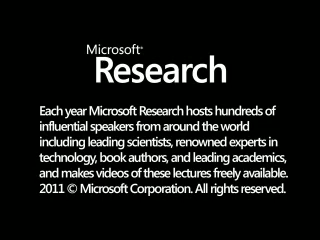 Microsoft®
Research
Each year Microsoft Research hosts hundreds of
influential speakers from around the world
including leading scientists, renowned experts in
technology, book authors, and leading academics,
and makes videos of these lectures freely available.
2011 © Microsoft Corporation. All rights reserved.